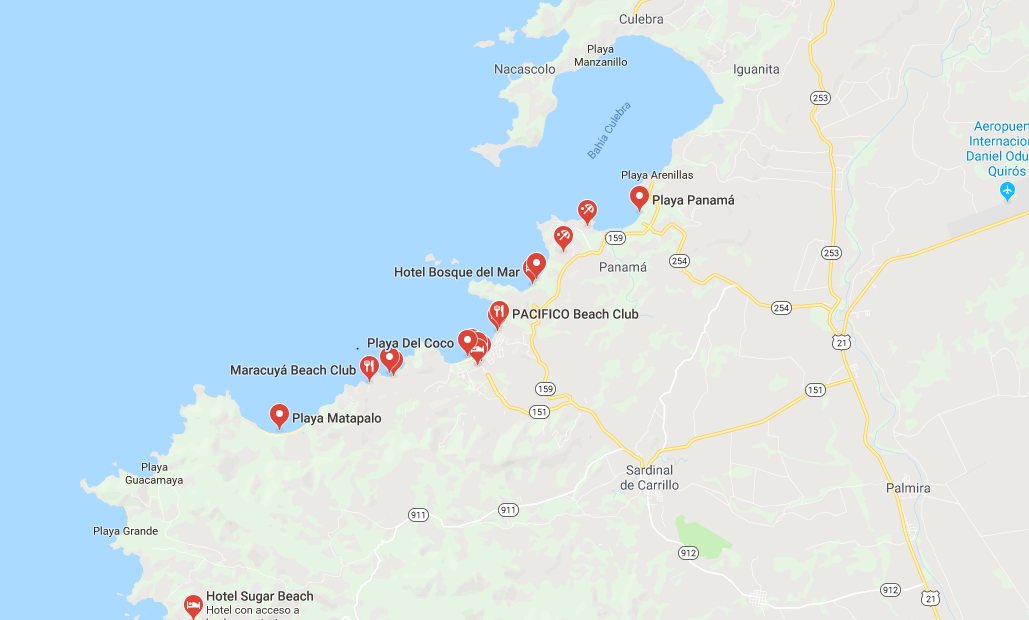 Culebra
Playa
Manzanillo
Nacascolo
Iguanita
253
Bahía Culebra
Aeropuert
Internacion
Daniel Odu
Quirós
Playa Arenillas
Playa Panamá
159
253
254
Panamá
Hotel Bosque del Mar
254
PACIFICO Beach Club
21
Playa Del Coco
Maracuyá Beach Club
159
151
151
Playa Matapalo
Playa
Guacamaya
Sardinal
de Carrillo
Palmira
911
911
Playa Grande
912
912
21
Hotel Sugar Beach
Hotel con acceso a